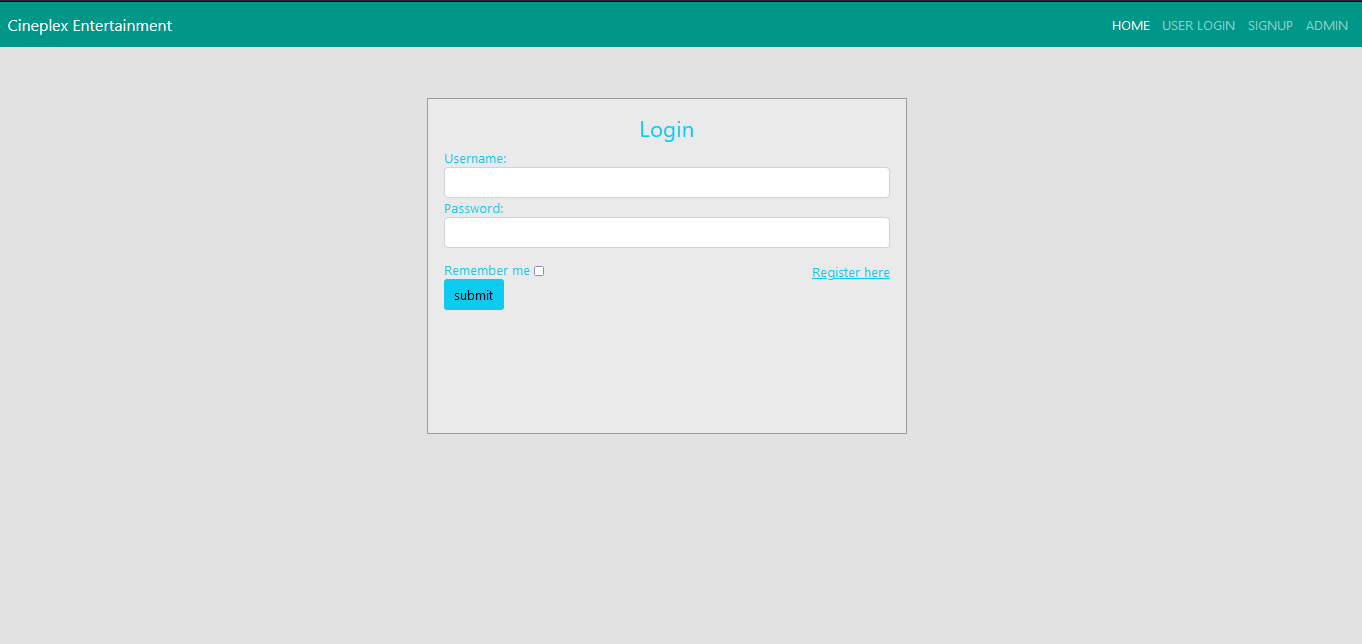 Cineplex Entertainment HOME USER LOGIN SIGNUP ADMIN
Login
Username:
Password:
Remember me Register here
submit